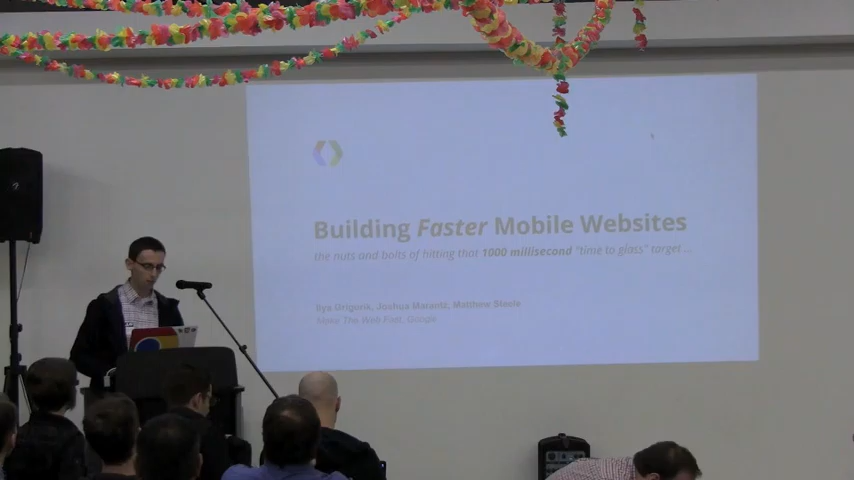 Building Faster Mobile Websites
the nuts and bolts of hitting that 1000 millisecond "time to glass" target ...
Ilya Grigorik, Joshua Marantz, Matthew Steele
Make The Web Fast, Google